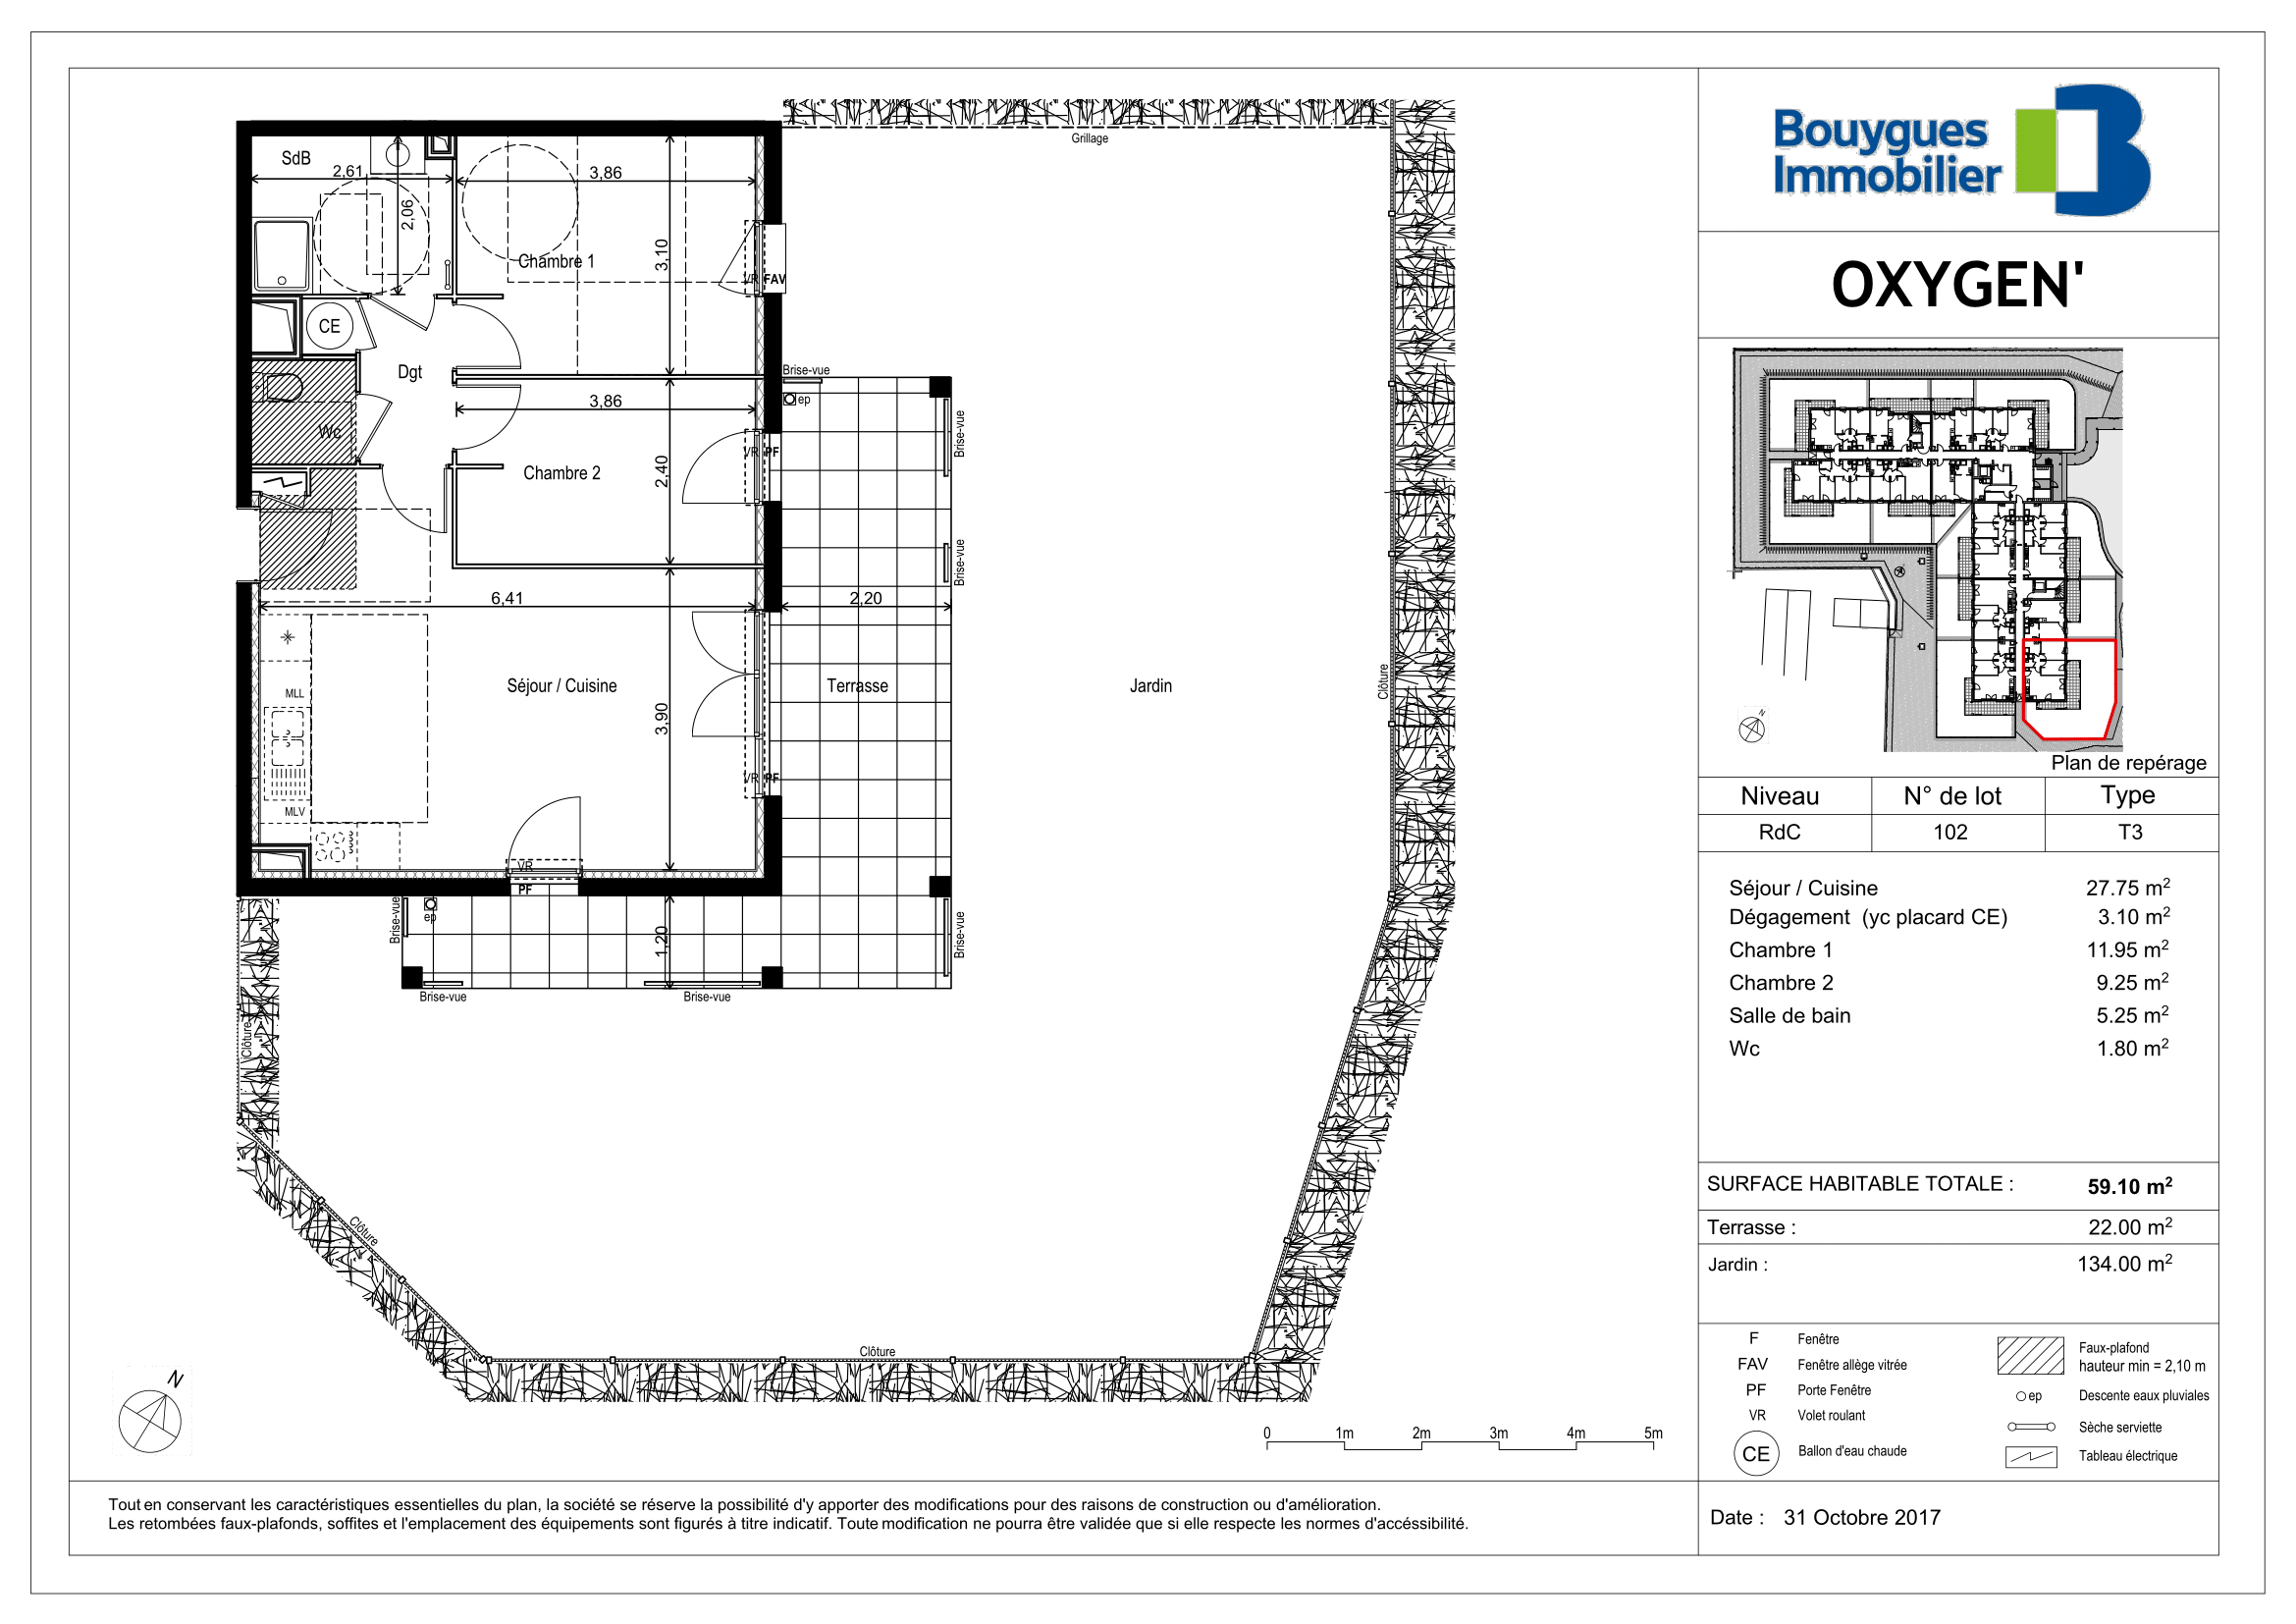 Grillage
SdB
2,61
2,06
3,86
Chambre 1
3,10
VR
FAV
CE
Dgt
Brise-vue
ep
3,86
Wc
Brise-vue
VR
PF
Chambre 2
2,40
Brise-vue
6,41
2,20
MLL
Séjour / Cuisine
Terrasse
Jardin
Clôture
3,90
VR
PF
MLV
VR
PF
Brise-vue
ep
1,20
Brise-vue
Brise-vue
Brise-vue
Clôture
Clôture
Clôture
N
0 1m 2m 3m 4m 5m
Tout en conservant les caractéristiques essentielles du plan, la société se réserve la possibilité d'y apporter des modifications pour des raisons de construction ou d'amélioration.
Les retombées faux-plafonds, soffites et l'emplacement des équipements sont figurés à titre indicatif. Toute modification ne pourra être validée que si elle respecte les normes d'accéssibilité.
Bouygues
Immobilier
OXYGEN'
N
Plan de repérage
Niveau N° de lot Type
RdC 102 T3
Séjour / Cuisine 27.75 m²
Dégagement (yc placard CE) 3.10 m²
Chambre 1 11.95 m²
Chambre 2 9.25 m²
Salle de bain 5.25 m²
Wc 1.80 m²
SURFACE HABITABLE TOTALE : 59.10 m²
Terrasse : 22.00 m²
Jardin : 134.00 m²
F Fenêtre
FAV Fenêtre allège vitrée
PF Porte Fenêtre
VR Volet roulant
CE Ballon d'eau chaude
Faux-plafond
hauteur min = 2,10 m
ep Descente eaux pluviales
Sèche serviette
Tableau électrique
Date : 31 Octobre 2017